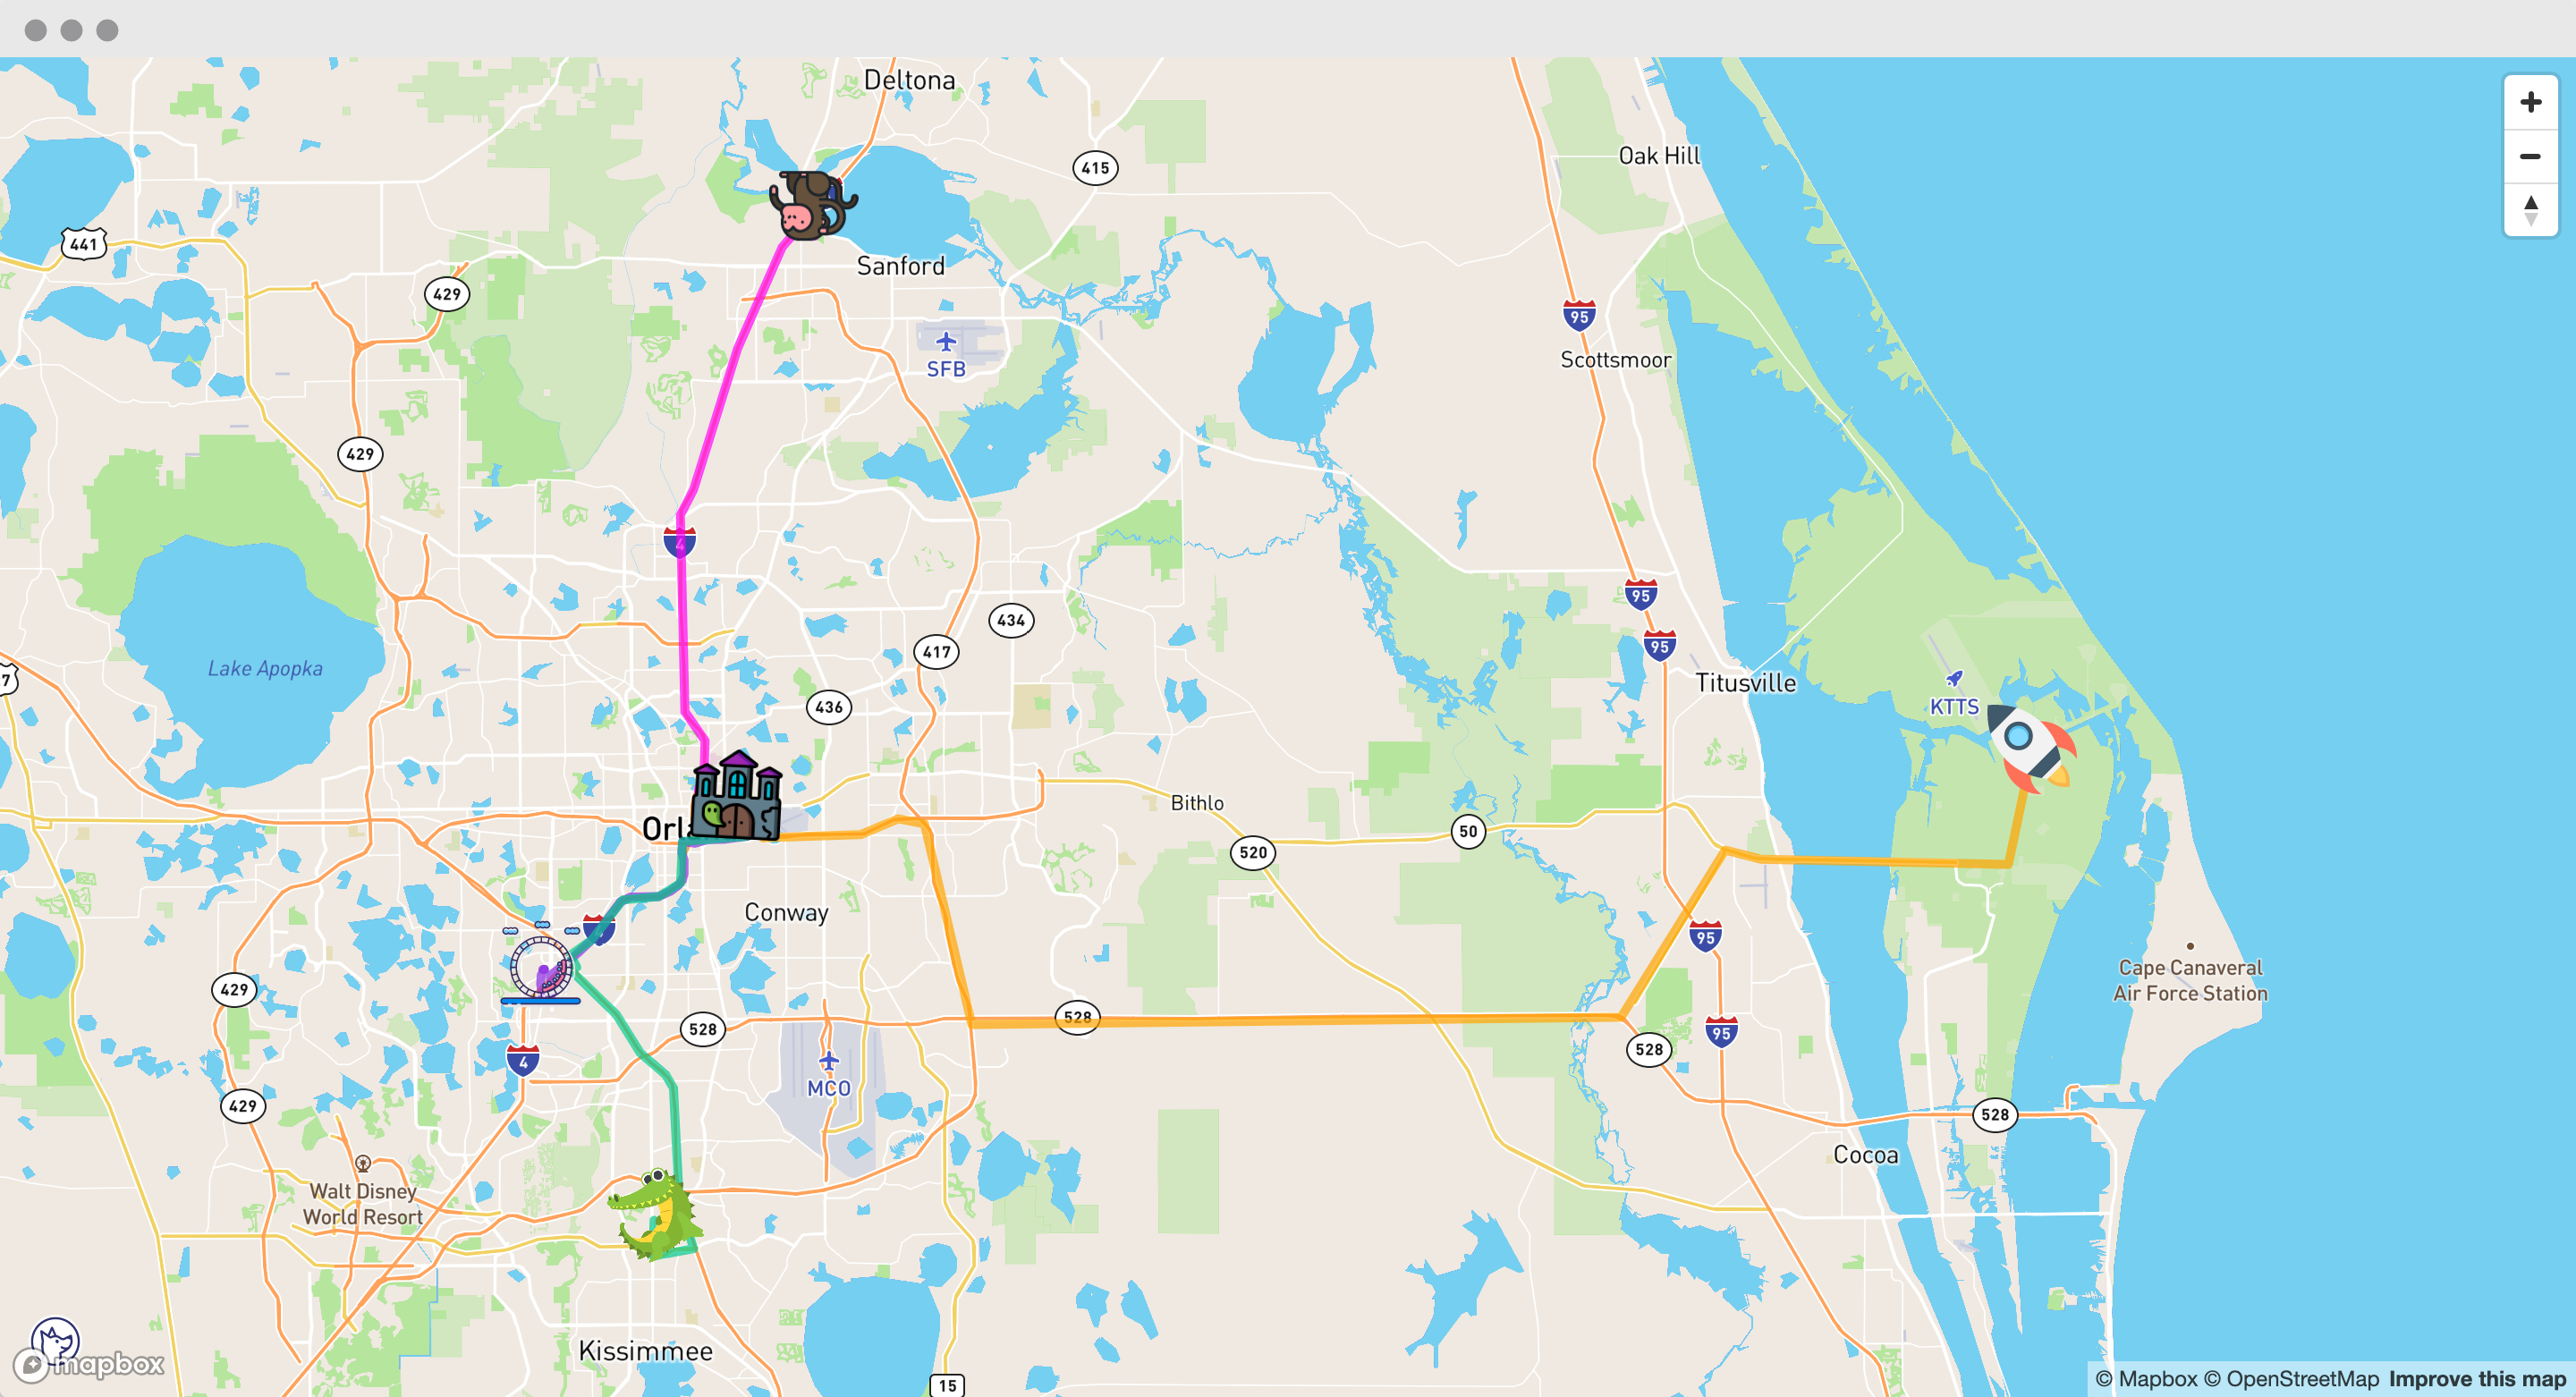 Deltona
415
Oak Hill
441
Sanford
429
95
Scottsmoor
SFB
429
4
95
434
95
417
Lake Apopka
7
Titusville
436
KTTS
Bithlo
50
Orla
520
Conway
95
Cape Canaveral
Air Force Station
429
528
528
95
528
4
MCO
429
528
Cocoa
Walt Disney
World Resort
Kissimmee
mapbox
15
© Mapbox © OpenStreetMap Improve this map